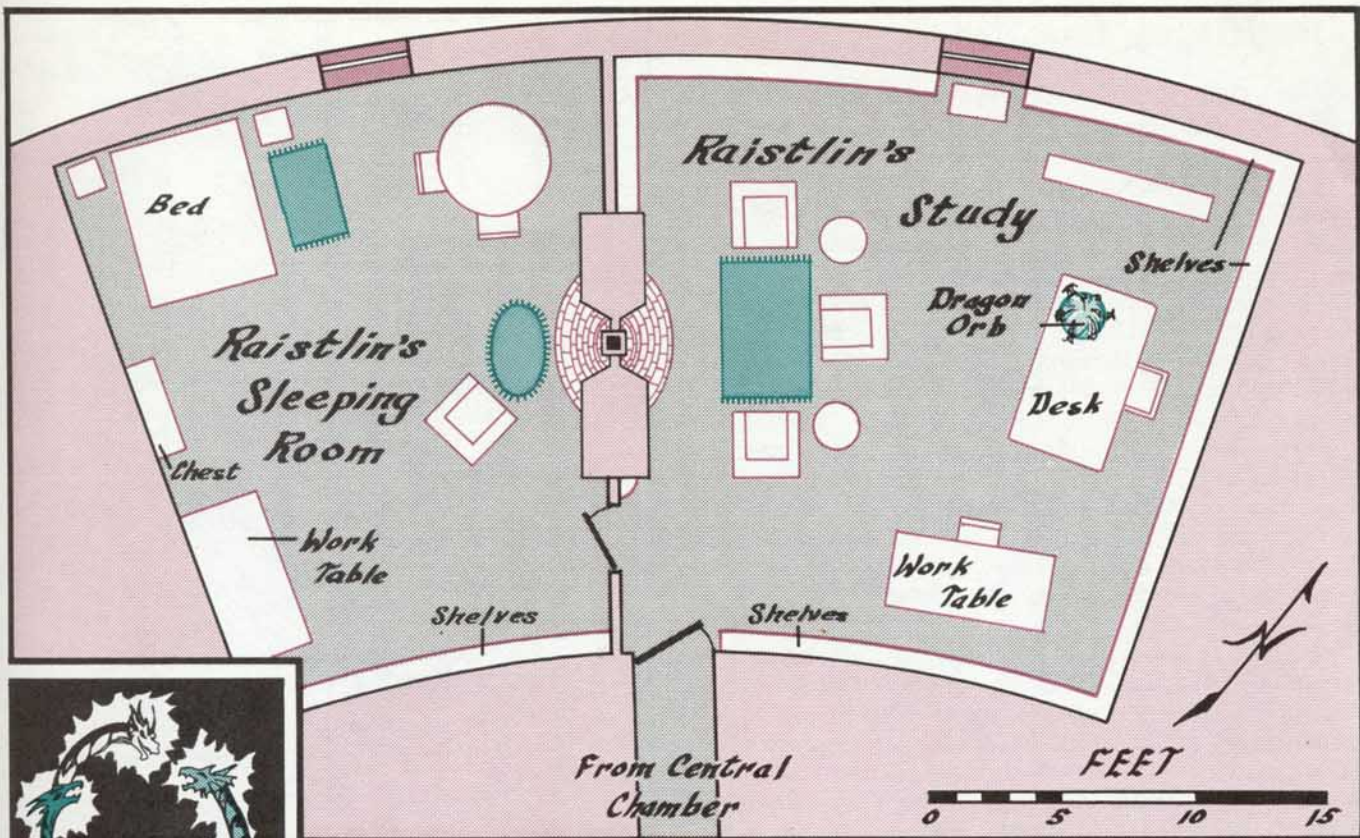 Bed
Raistlin's
Sleeping
Room
Chest
Work
Table
Shelves
Raistlin's
Study
Shelves
Dragon
Orb
Desk
Work
Table
Shelves
From Central
Chamber
N
FEET
0 5 10 15